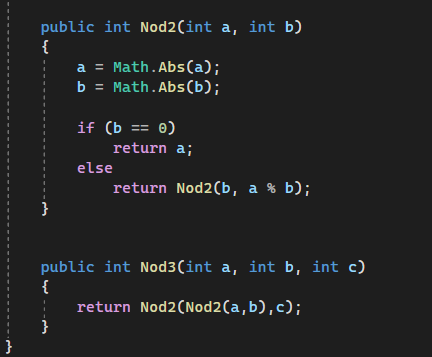 public int Nod2(int a, int b)
{
a = Math.Abs(a);
b = Math.Abs(b);
if (b == 0)
return a;
else
return Nod2(b, a % b);
}
public int Nod3(int a, int b, int c)
{
return Nod2(Nod2(a,b),c);
}
}